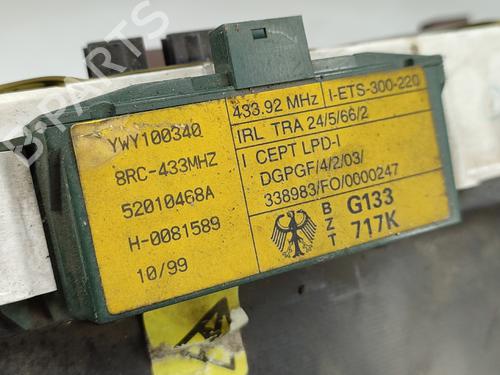 YWY100340
8RC-433MHZ
52010468A
H-0081589
10/99
433.92 MHz I-ETS-300-220
IRL TRA 24/5/66/2
I CEPT LPD-I
DGPGF/4/2/03/
338983/FO/0000247
BZT G133
717K